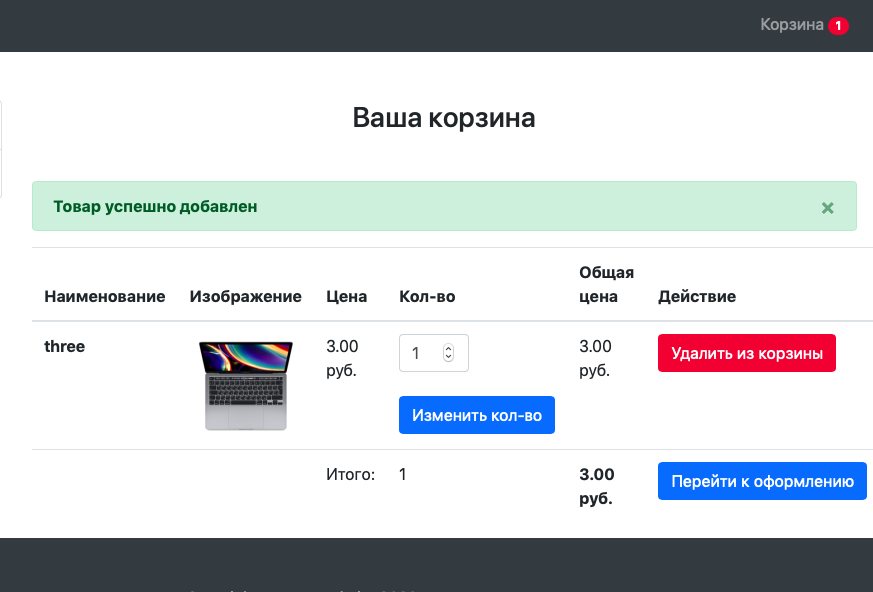 Корзина 1
Ваша корзина
Товар успешно добавлен ×
Наименование Изображение Цена Кол-во Общая цена Действие
three 3.00 руб. 1 3.00 руб. Удалить из корзины
Изменить кол-во
Итого: 1 3.00 руб. Перейти к оформлению